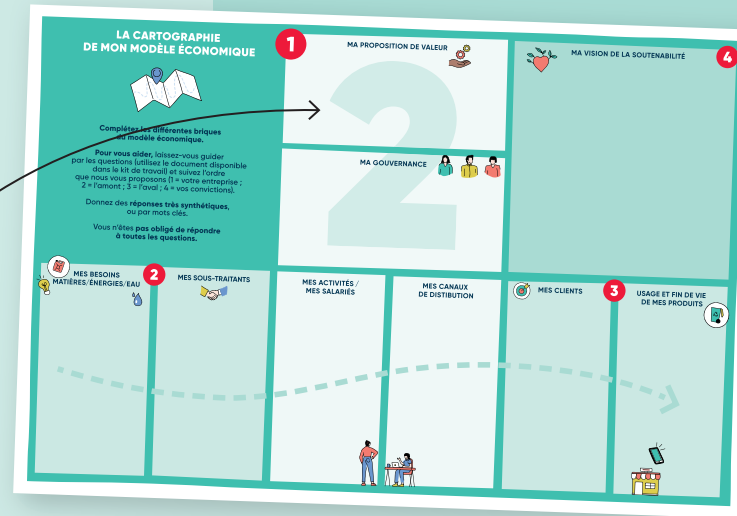 LA CARTOGRAPHIE
DE MON MODÈLE ÉCONOMIQUE
Complétez les différentes briques
du modèle économique.
Pour vous aider, laissez-vous guider
par les questions (utilisez le document disponible
dans le kit de travail) et suivez l'ordre
que nous vous proposons (1 = votre entreprise ;
2 = l'amont ; 3 = l'aval ; 4 = vos convictions).
Donnez des réponses très synthétiques,
ou par mots clés.
Vous n'êtes pas obligé de répondre
à toutes les questions.
1
MA PROPOSITION DE VALEUR
2
MA GOUVERNANCE
MA VISION DE LA SOUTENABILITÉ
4
MES BESOINS
MATIÈRES/ÉNERGIES/EAU
2
MES SOUS-TRAITANTS
MES ACTIVITÉS /
MES SALARIÉS
MES CANAUX
DE DISTIBUTION
MES CLIENTS
3
USAGE ET FIN DE VIE
DE MES PRODUITS